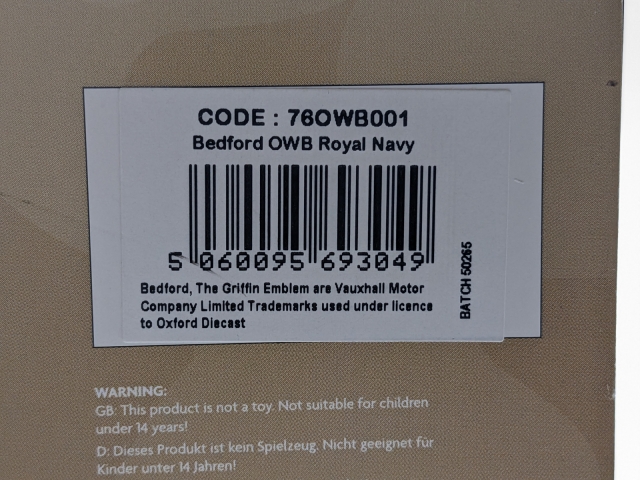 CODE : 76OWB001
Bedford OWB Royal Navy
5 060095 693049
BATCH 50265
Bedford, The Griffin Emblem are Vauxhall Motor
Company Limited Trademarks used under licence
to Oxford Diecast
WARNING:
GB: This product is not a toy. Not suitable for children
under 14 years!
D: Dieses Produkt ist kein Spielzeug. Nicht geeignet für
Kinder unter 14 Jahren!